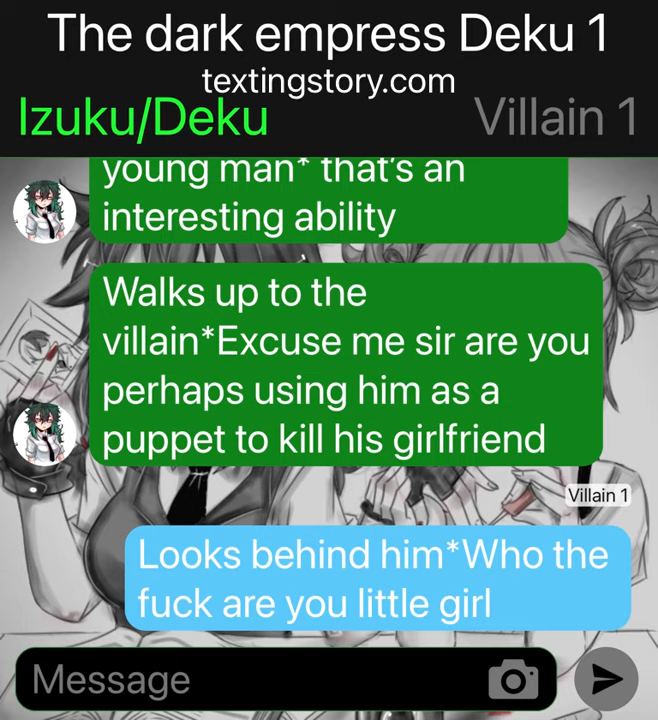 The dark empress Deku 1
textingstory.com
Izuku/Deku
Villain 1
young man* that's an
interesting ability
Walks up to the
villain*Excuse me sir are you
perhaps using him as a
puppet to kill his girlfriend
Villain 1
Looks behind him*Who the
fuck are you little girl
Message